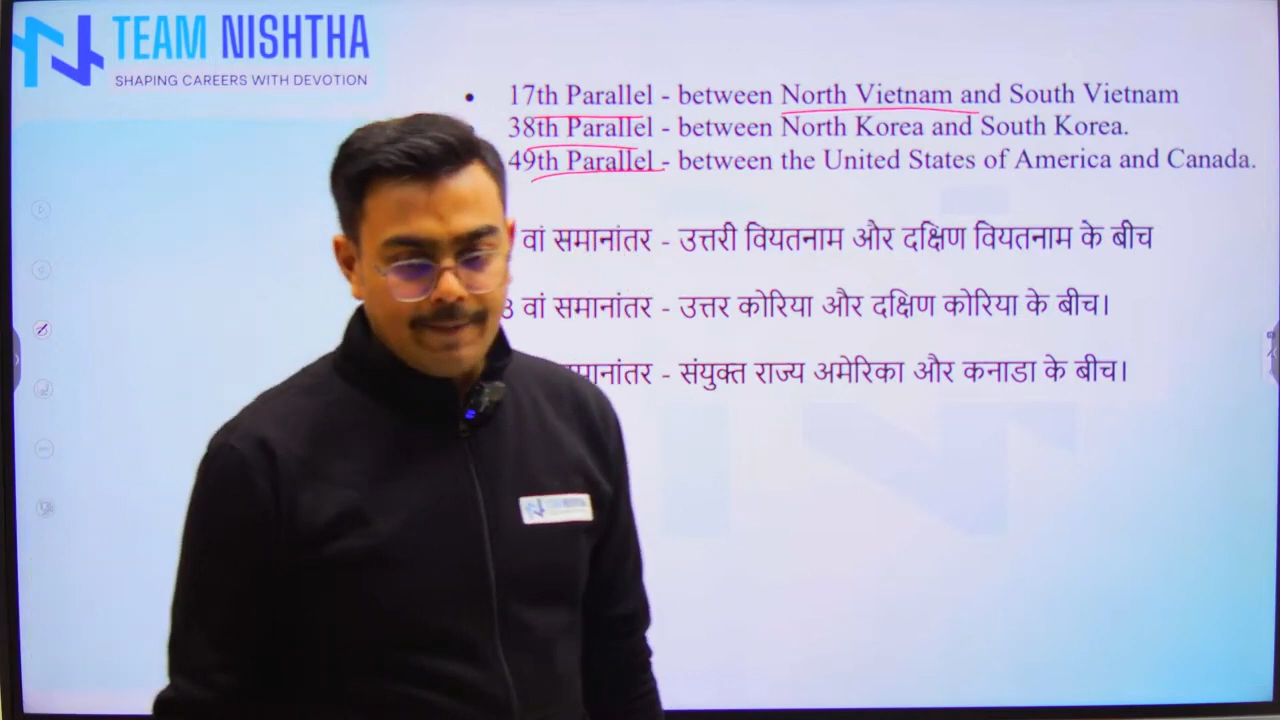 TEAM NISHTHA
SHAPING CAREERS WITH DEVOTION
• 17th Parallel - between North Vietnam and South Vietnam
38th Parallel - between North Korea and South Korea.
49th Parallel - between the United States of America and Canada.
वां समानांतर - उत्तरी वियतनाम और दक्षिण वियतनाम के बीच
वां समानांतर - उत्तर कोरिया और दक्षिण कोरिया के बीच।
- संयुक्त राज्य अमेरिका और कनाडा के बीच।
TEAM NISHTHA